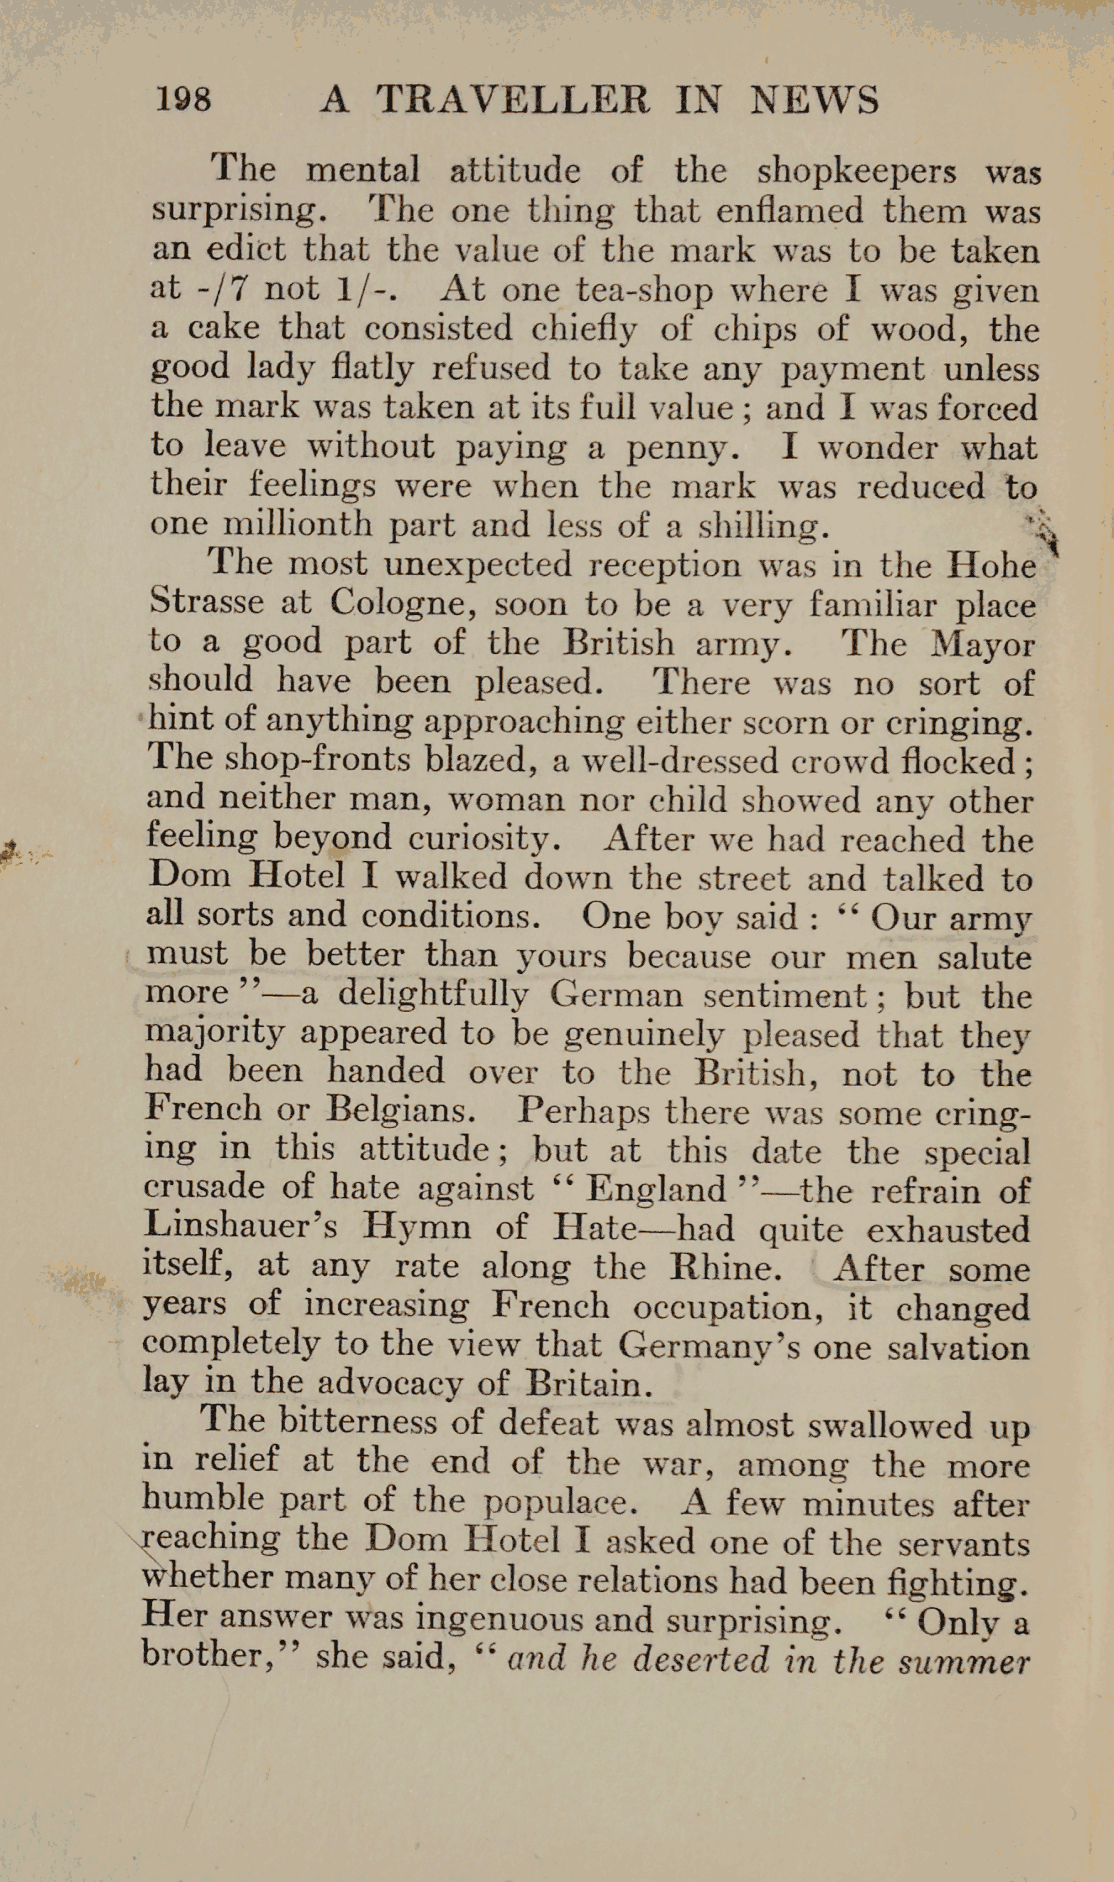 198 A TRAVELLER IN NEWS
The mental attitude of the shopkeepers was
surprising. The one thing that enflamed them was
an edict that the value of the mark was to be taken
at -/7 not 1/-. At one tea-shop where I was given
a cake that consisted chiefly of chips of wood, the
good lady flatly refused to take any payment unless
the mark was taken at its full value; and I was forced
to leave without paying a penny. I wonder what
their feelings were when the mark was reduced to
one millionth part and less of a shilling.
The most unexpected reception was in the Hohe
Strasse at Cologne, soon to be a very familiar place
to a good part of the British army. The Mayor
should have been pleased. There was no sort of
hint of anything approaching either scorn or cringing.
The shop-fronts blazed, a well-dressed crowd flocked;
and neither man, woman nor child showed any other
feeling beyond curiosity. After we had reached the
Dom Hotel I walked down the street and talked to
all sorts and conditions. One boy said: “Our army
must be better than yours because our men salute
more”—a delightfully German sentiment; but the
majority appeared to be genuinely pleased that they
had been handed over to the British, not to the
French or Belgians. Perhaps there was some cring-
ing in this attitude; but at this date the special
crusade of hate against “England”—the refrain of
Linshauer’s Hymn of Hate—had quite exhausted
itself, at any rate along the Rhine. After some
years of increasing French occupation, it changed
completely to the view that Germany’s one salvation
lay in the advocacy of Britain.
The bitterness of defeat was almost swallowed up
in relief at the end of the war, among the more
humble part of the populace. A few minutes after
reaching the Dom Hotel I asked one of the servants
whether many of her close relations had been fighting.
Her answer was ingenuous and surprising. “Only a
brother,” she said, “and he deserted in the summer